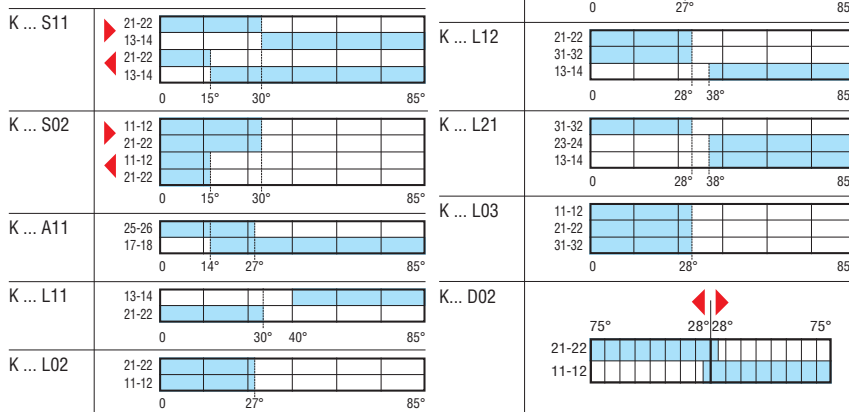 K ... S11
21-22
13-14
21-22
13-14
0 15° 30° 85°
K ... S02
11-12
21-22
11-12
21-22
0 15° 30° 85°
K ... A11
25-26
17-18
0 14° 27° 85°
K ... L11
13-14
21-22
0 30° 40° 85°
K ... L02
21-22
11-12
0 27° 85°
0 27° 85
K ... L12
21-22
31-32
13-14
0 28° 38° 85
K ... L21
31-32
23-24
13-14
0 28° 38° 85
K ... L03
11-12
21-22
31-32
0 28° 85
K... D02
75° 28° 28° 75°
21-22
11-12